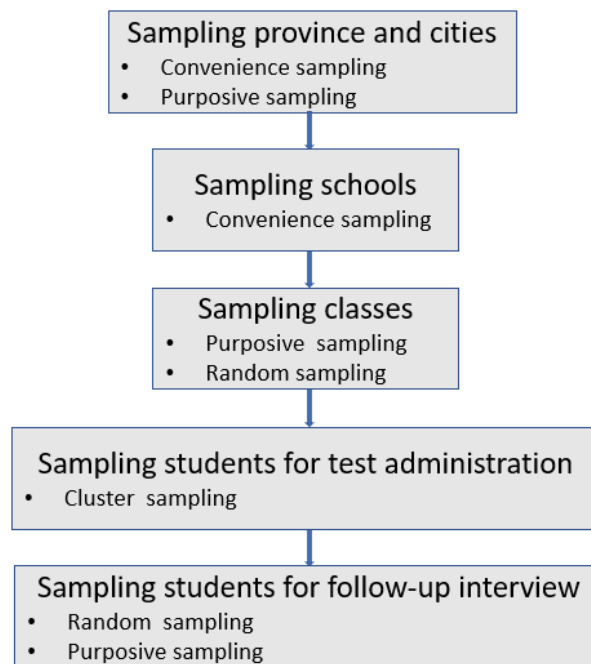 Sampling province and cities
• Convenience sampling
• Purposive sampling
Sampling schools
• Convenience sampling
Sampling classes
• Purposive sampling
• Random sampling
Sampling students for test administration
• Cluster sampling
Sampling students for follow-up interview
• Random sampling
• Purposive sampling